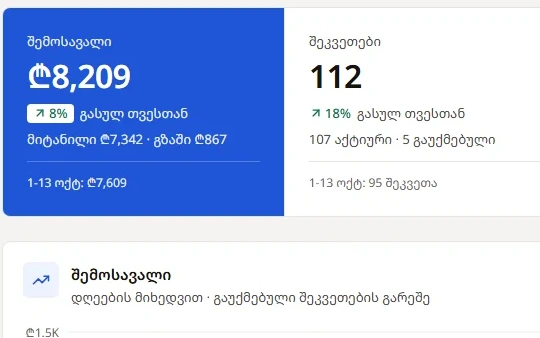 შემოსავალი
₾8,209
↗ 8% გასულ თვესთან
მიტანილი ₾7,342 · გზაში ₾867
1-13 ოქტ: ₾7,609
შეკვეთები
112
↗ 18% გასულ თვესთან
107 აქტიური · 5 გაუქმებული
1-13 ოქტ: 95 შეკვეთა
შემოსავალი
დღეების მიხედვით · გაუქმებული შეკვეთების გარეშე
₾1.5K